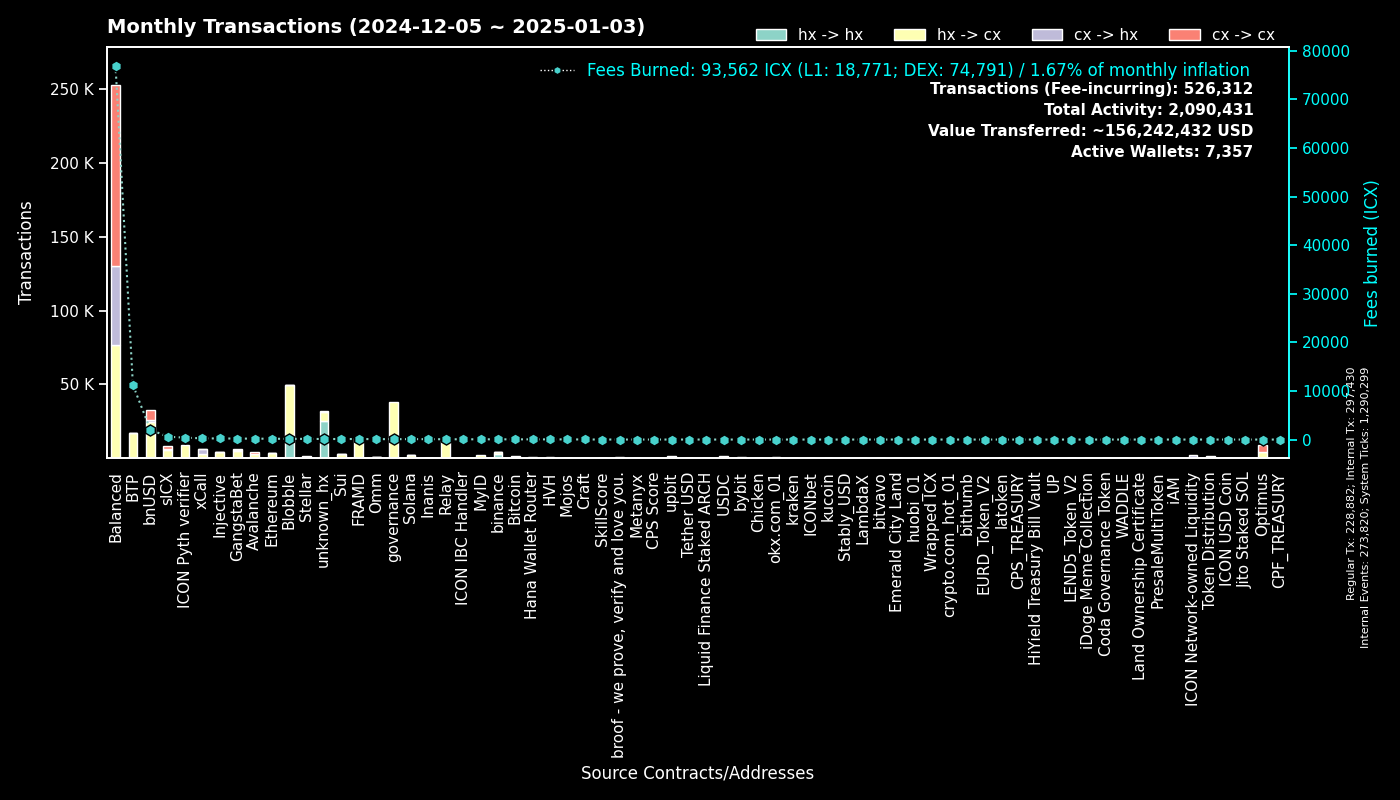 Monthly Transactions (2024-12-05 ~ 2025-01-03)
hx -> hx
hx -> cx
cx -> hx
cx -> cx
Fees Burned: 93,562 ICX (L1: 18,771; DEX: 74,791) / 1.67% of monthly inflation
Transactions (Fee-incurring): 526,312
Total Activity: 2,090,431
Value Transferred: ~156,242,432 USD
Active Wallets: 7,357
Transactions
250 K
200 K
150 K
100 K
50 K
80000
70000
60000
50000
40000
30000
20000
10000
0
Fees burned (ICX)
Regular Tx: 228,882; Internal Tx: 297,430
Internal Events: 273,820; System Ticks: 1,290,299
Balanced
BTP
bnUSD
sICX
ICON Pyth verifier
xCall
Injective
GangstaBet
Avalanche
Ethereum
Blobble
Stellar
unknown_hx
Sui
FRAMD
Omm
governance
Solana
Inanis
Relay
ICON IBC Handler
MyID
binance
Bitcoin
Hana Wallet Router
HVH
Mojos
Craft
SkillScore
broof - we prove, verify and love you.
Metanyx
CPS Score
upbit
Tether_USD
Liquid Finance Staked ARCH
USDC
bybit
Chicken
okx.com_01
kraken
ICONbet
kucoin
Stably_USD
LambdaX
bitvavo
Emerald City Land
huobi_01
Wrapped ICX
crypto.com_hot_01
bithumb
EURD_Token_V2
latoken
CPS_TREASURY
HiYield Treasury Bill Vault
UP
LEND5_Token_V2
iDoge Meme Collection
Coda Governance Token
WADDLE
Land Ownership Certificate
PresaleMultiToken
iAM
ICON Network-owned Liquidity
Token Distribution
ICON USD Coin
Jito Staked SOL
Optimus
CPF_TREASURY
Source Contracts/Addresses